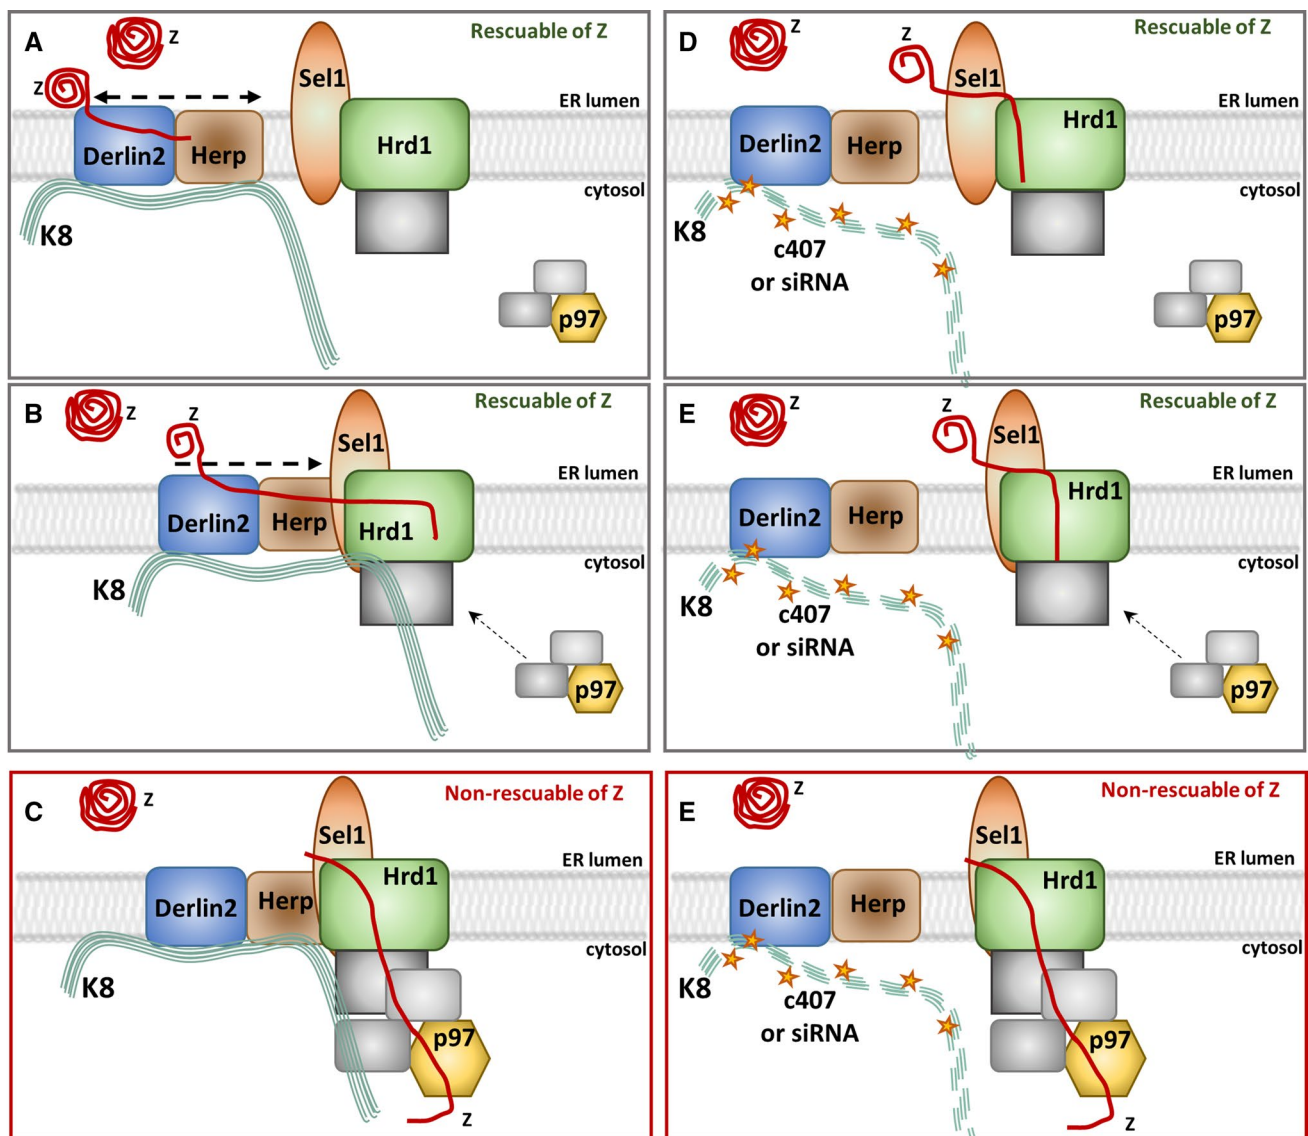 A
Z
Rescuable of Z
Z
Sel1
ER lumen
Derlin2
Herp
Hrd1
cytosol
K8
p97
D
Z
Rescuable of Z
Z
Sel1
ER lumen
Hrd1
Derlin2
Herp
cytosol
K8
c407
or siRNA
p97
B
Z
Z
Rescuable of Z
Sel1
ER lumen
Derlin2
Herp
Hrd1
cytosol
K8
p97
E
Z
Z
Rescuable of Z
Sel1
ER lumen
Hrd1
Derlin2
Herp
cytosol
K8
c407
or siRNA
p97
C
Z
Non-rescuable of Z
Sel1
ER lumen
Hrd1
Derlin2
Herp
cytosol
K8
p97
Z
E
Z
Non-rescuable of Z
Sel1
ER lumen
Hrd1
Derlin2
Herp
cytosol
K8
c407
or siRNA
p97
Z